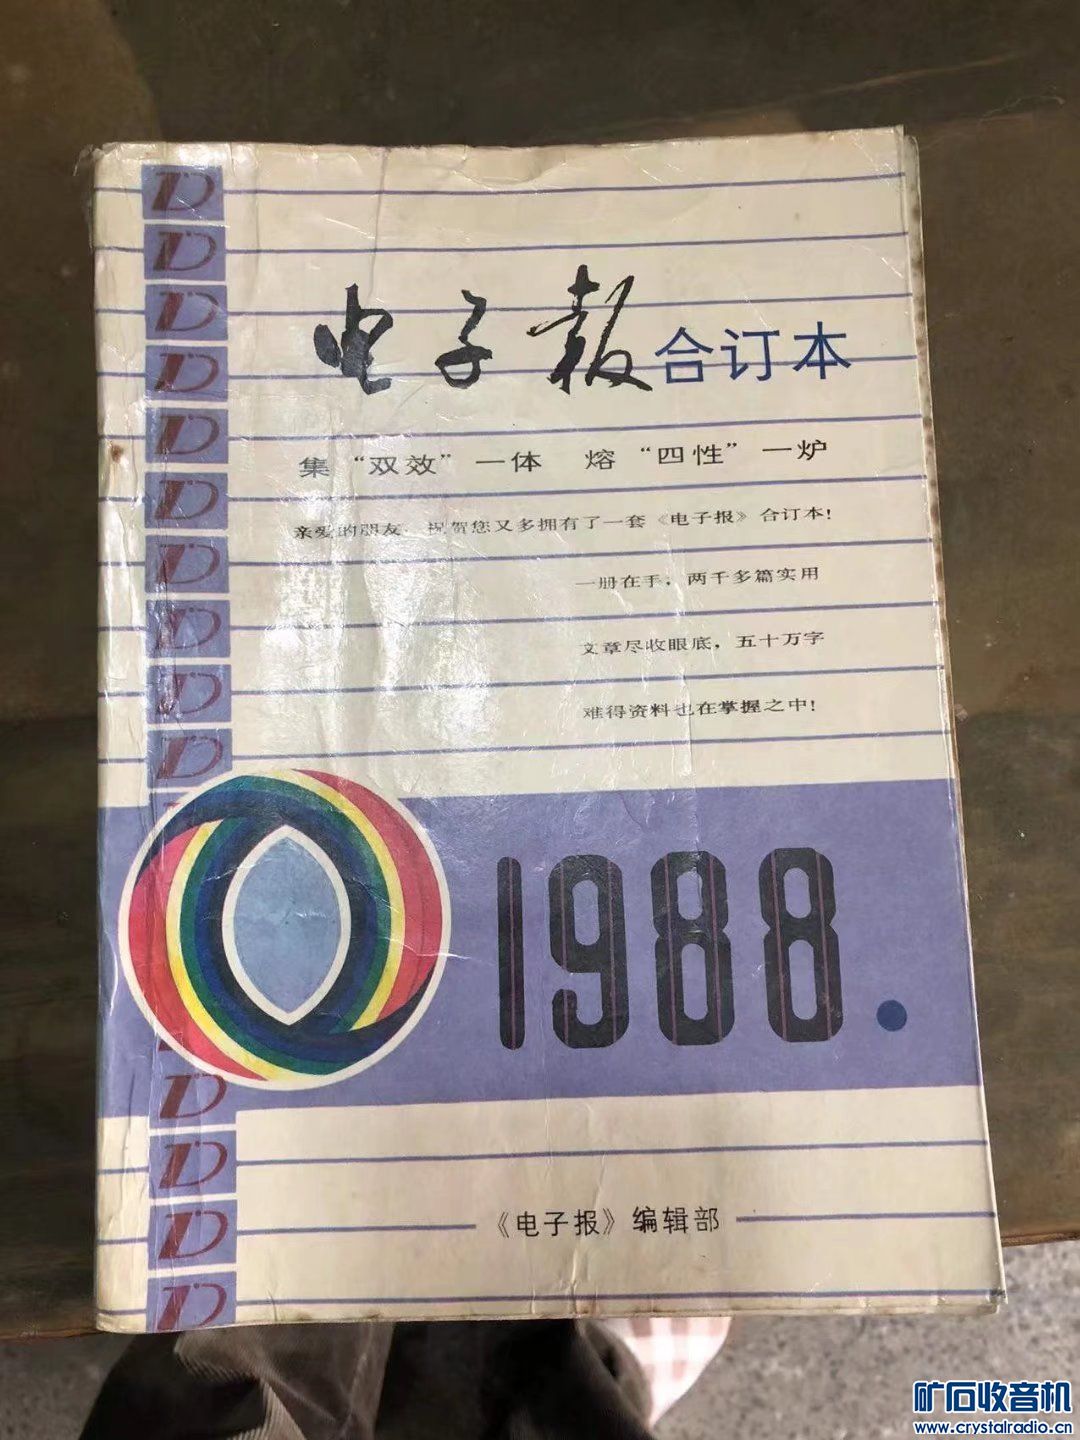 电子报合订本
集“双效”一体 熔“四性”一炉
亲爱的朋友，祝贺您又多拥有了一套《电子报》合订本！
一册在手，两千多篇实用
文章尽收眼底，五十万字
难得资料也在掌握之中！
1988.
《电子报》编辑部
D
D
D
D
D
D
D
D
D
D
D
D
D
D
矿石收音机
www.crystalradio.cn